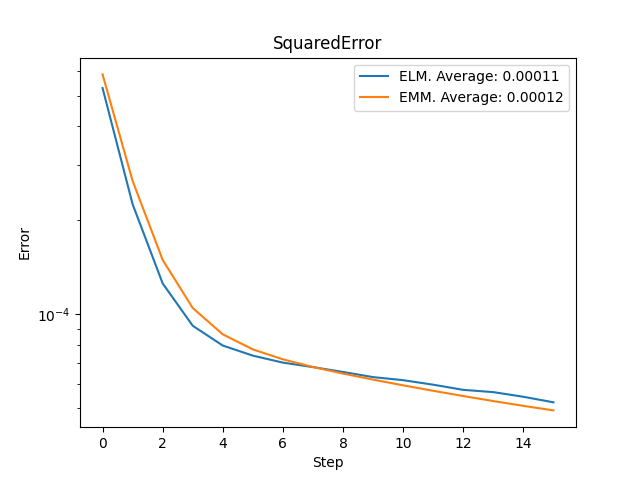 SquaredError
ELM. Average: 0.00011
EMM. Average: 0.00012
Error
10⁻⁴
0 2 4 6 8 10 12 14
Step